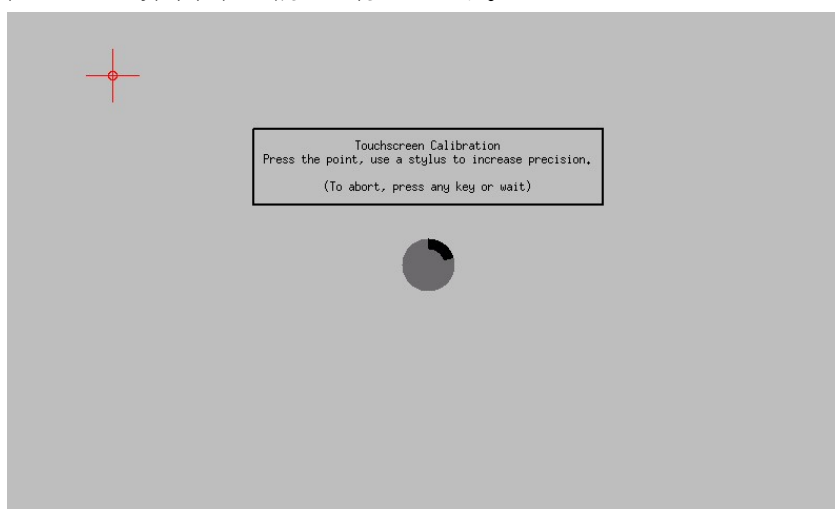 Touchscreen Calibration
Press the point, use a stylus to increase precision.
(To abort, press any key or wait)